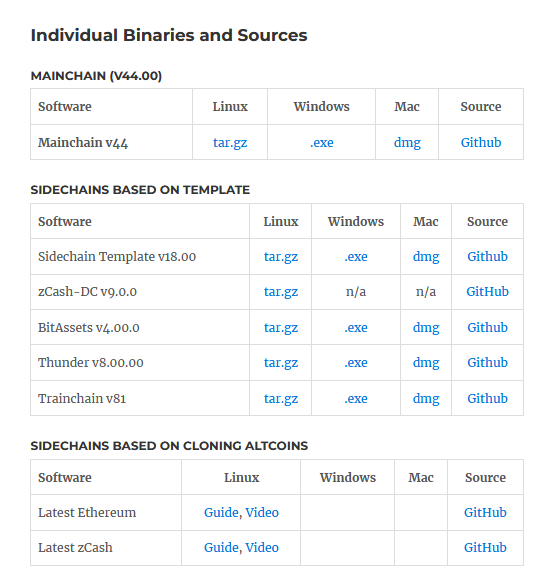 Individual Binaries and Sources
MAINCHAIN (V44.00)
Software Linux Windows Mac Source
Mainchain v44 tar.gz .exe dmg Github
SIDECHAINS BASED ON TEMPLATE
Software Linux Windows Mac Source
Sidechain Template v18.00 tar.gz .exe dmg Github
zCash-DC v9.0.0 tar.gz n/a n/a GitHub
BitAssets v4.00.0 tar.gz .exe dmg Github
Thunder v8.00.00 tar.gz .exe dmg Github
Trainchain v81 tar.gz .exe dmg Github
SIDECHAINS BASED ON CLONING ALTCOINS
Software Linux Windows Mac Source
Latest Ethereum Guide, Video GitHub
Latest zCash Guide, Video GitHub